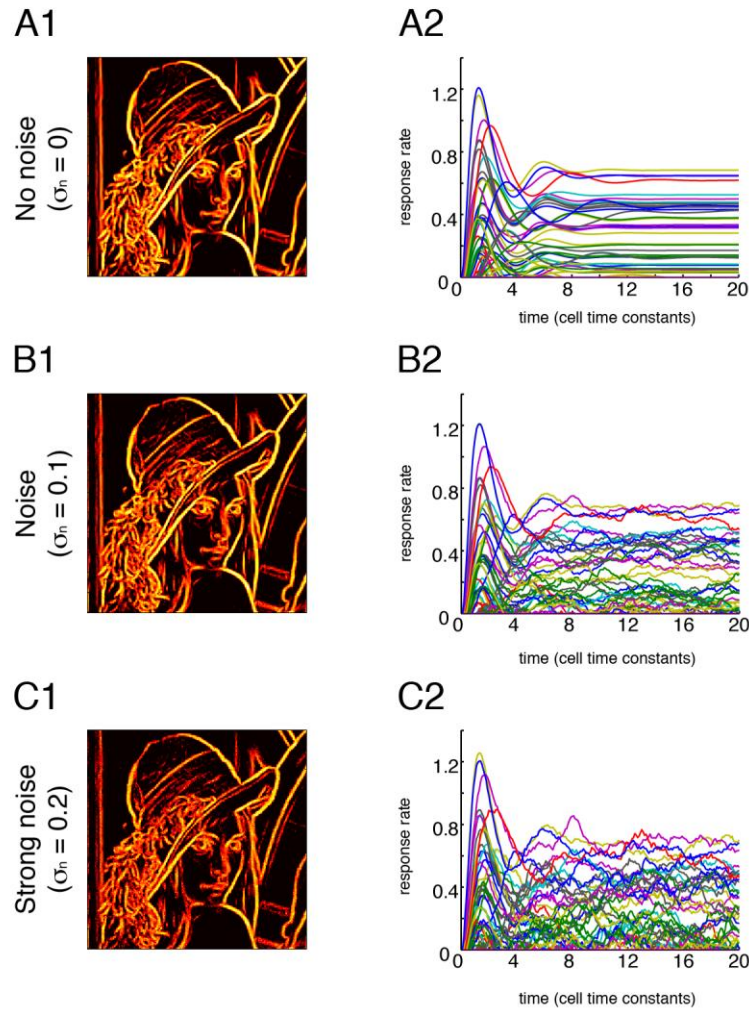 A1
A2
No noise
(σn = 0)
response rate
1.2
0.8
0.4
0
0 4 8 12 16 20
time (cell time constants)
B1
B2
Noise
(σn = 0.1)
response rate
1.2
0.8
0.4
0
0 4 8 12 16 20
time (cell time constants)
C1
C2
Strong noise
(σn = 0.2)
response rate
1.2
0.8
0.4
0
0 4 8 12 16 20
time (cell time constants)